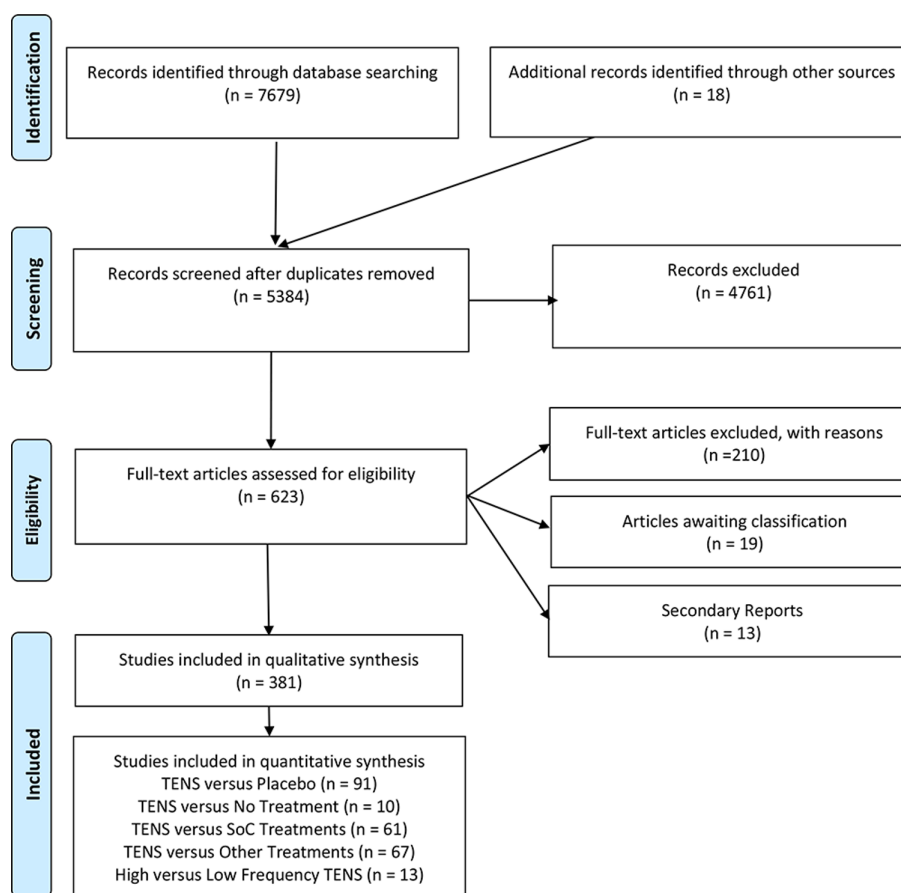 Identification
Records identified through database searching
(n = 7679)
Additional records identified through other sources
(n = 18)
Screening
Records screened after duplicates removed
(n = 5384)
Records excluded
(n = 4761)
Eligibility
Full-text articles assessed for eligibility
(n = 623)
Full-text articles excluded, with reasons
(n =210)
Articles awaiting classification
(n = 19)
Secondary Reports
(n = 13)
Included
Studies included in qualitative synthesis
(n = 381)
Studies included in quantitative synthesis
TENS versus Placebo (n = 91)
TENS versus No Treatment (n = 10)
TENS versus SoC Treatments (n = 61)
TENS versus Other Treatments (n = 67)
High versus Low Frequency TENS (n = 13)